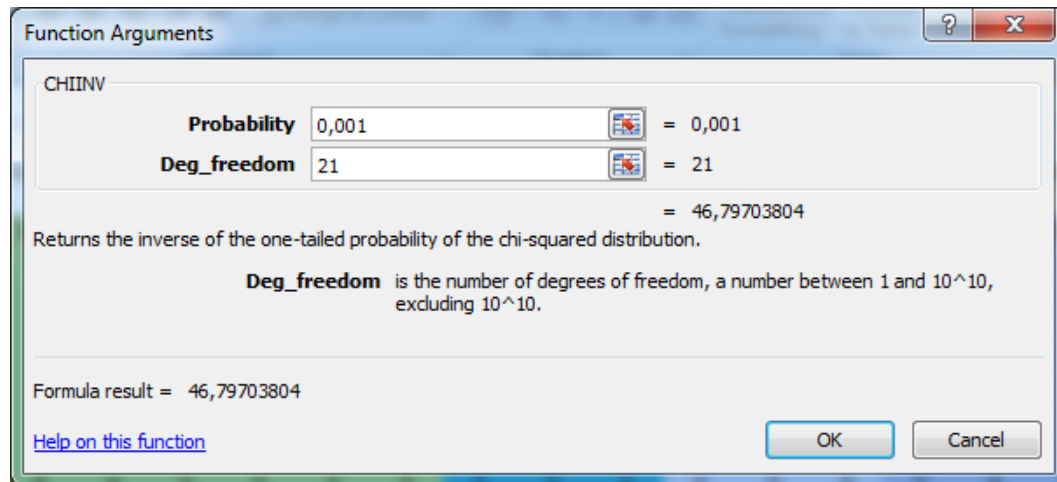 Function Arguments
CHIINV
Probability 0,001 = 0,001
Deg_freedom 21 = 21
= 46,79703804
Returns the inverse of the one-tailed probability of the chi-squared distribution.
Deg_freedom is the number of degrees of freedom, a number between 1 and 10^10,
excluding 10^10.
Formula result = 46,79703804
Help on this function
OK Cancel